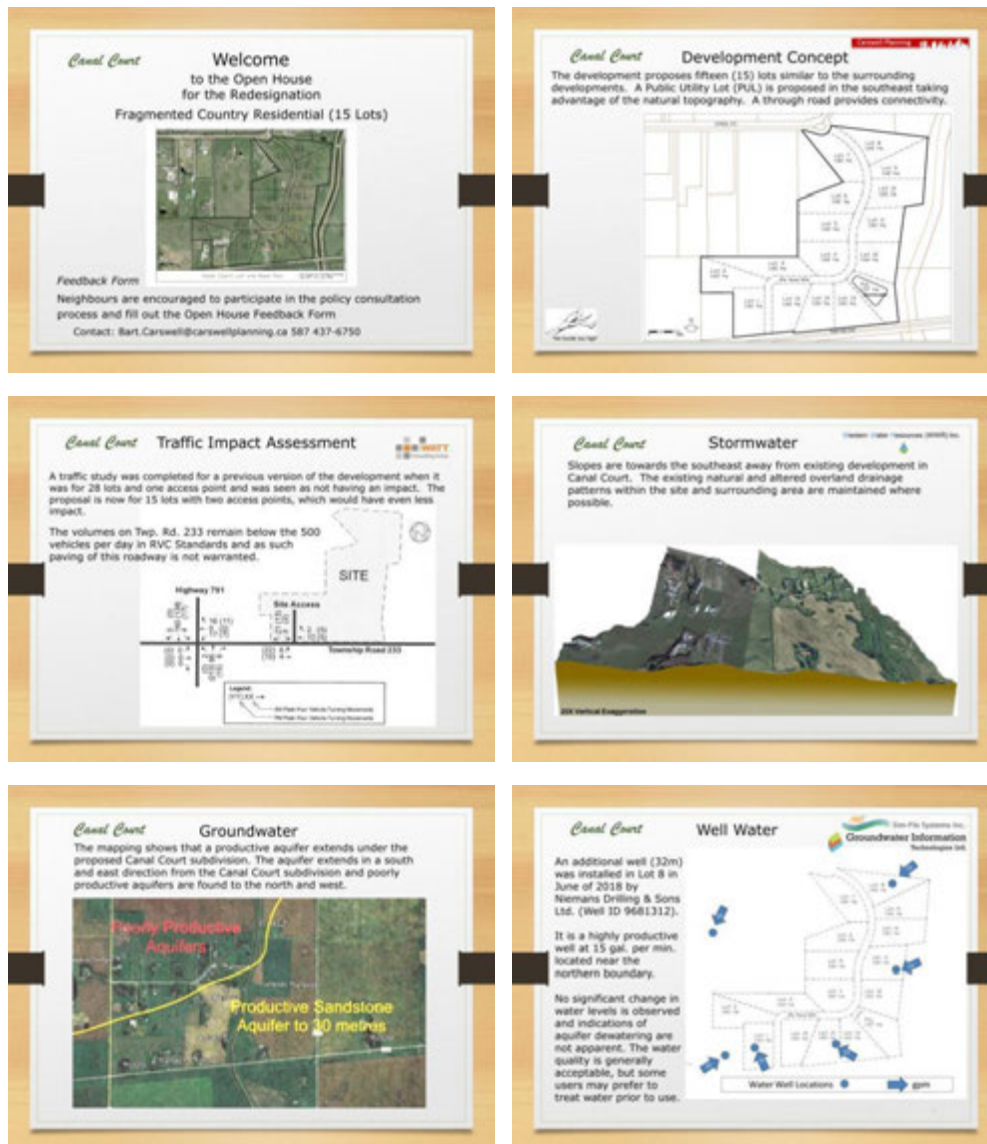 Canal Court
Welcome
to the Open House
for the Redesignation
Fragmented Country Residential (15 Lots)
Feedback Form
Neighbours are encouraged to participate in the policy consultation
process and fill out the Open House Feedback Form
Contact: Bart.Carswell@carswellplanning.ca 587 437-6750
Carswell Planning
Canal Court
Development Concept
The development proposes fifteen (15) lots similar to the surrounding
developments. A Public Utility Lot (PUL) is proposed in the southeast taking
advantage of the natural topography. A through road provides connectivity.
Canal Court
Traffic Impact Assessment
WATT
A traffic study was completed for a previous version of the development when it
was for 28 lots and one access point and was seen as not having an impact. The
proposal is now for 15 lots with two access points, which would have even less
impact.
The volumes on Twp. Rd. 233 remain below the 500
vehicles per day in RVC Standards and as such
paving of this roadway is not warranted.
SITE
Highway 791
Site Access
Township Road 233
Legend
Canal Court
Stormwater
Slopes are towards the southeast away from existing development in
Canal Court. The existing natural and altered overland drainage
patterns within the site and surrounding area are maintained where
possible.
20X Vertical Exaggeration
Canal Court
Groundwater
The mapping shows that a productive aquifer extends under the
proposed Canal Court subdivision. The aquifer extends in a south
and east direction from the Canal Court subdivision and poorly
productive aquifers are found to the north and west.
Poorly Productive
Aquifers
Productive Sandstone
Aquifer to 30 metres
Canal Court
Well Water
Groundwater Information
Technologies Ltd.
An additional well (32m)
was installed in Lot 8 in
June of 2018 by
Niemans Drilling & Sons
Ltd. (Well ID 9681312).
It is a highly productive
well at 15 gal. per min.
located near the
northern boundary.
No significant change in
water levels is observed
and indications of
aquifer dewatering are
not apparent. The water
quality is generally
acceptable, but some
users may prefer to
treat water prior to use.
Water Well Locations
gpm